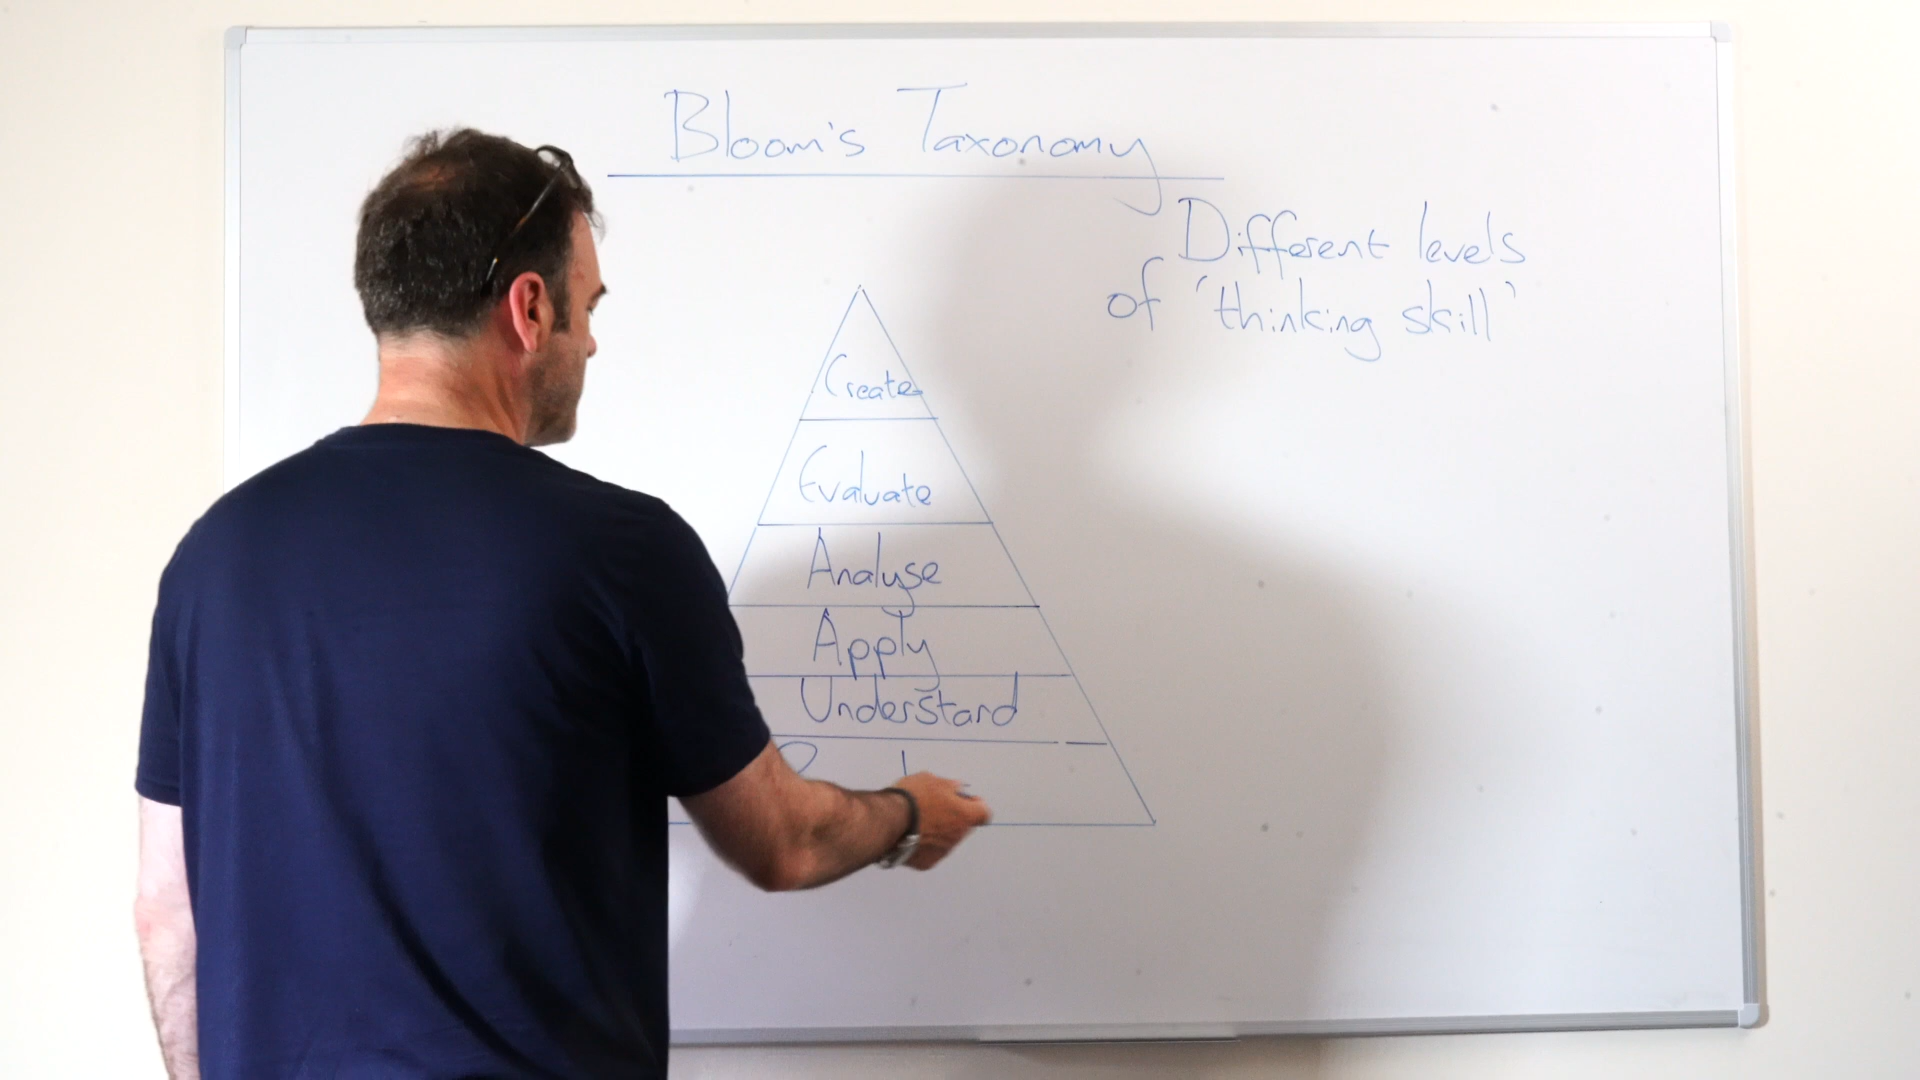 Bloom's Taxonomy
Different levels
of 'thinking skill'
Create
Evaluate
Analyse
Apply
Understand